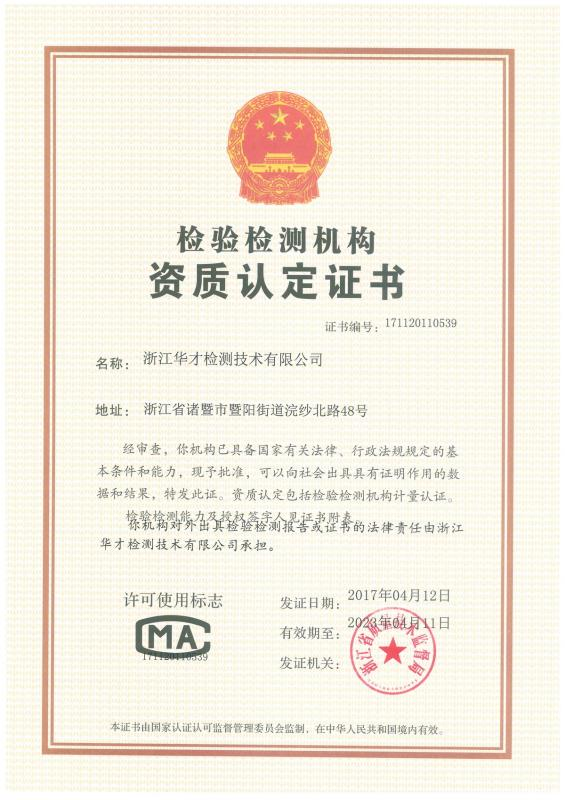 检验检测机构
资质认定证书
证书编号：171120110539
名称：浙江华才检测技术有限公司
地址：浙江省诸暨市暨阳街道浣纱北路48号
经审查，你机构已具备国家有关法律、行政法规规定的基
本条件和能力，现予批准，可以向社会出具具有证明作用的数
据和结果，特发此证。资质认定包括检验检测机构计量认证。
检验检测能力及授权签字人见证书附表。
你机构对外出具检验检测报告或证书的法律责任由浙江
华才检测技术有限公司承担。
许可使用标志
MA
171120110539
发证日期：2017年04月12日
有效期至：2023年04月11日
发证机关：
浙江省质量技术监督局
本证书由国家认证认可监督管理委员会监制，在中华人民共和国境内有效。